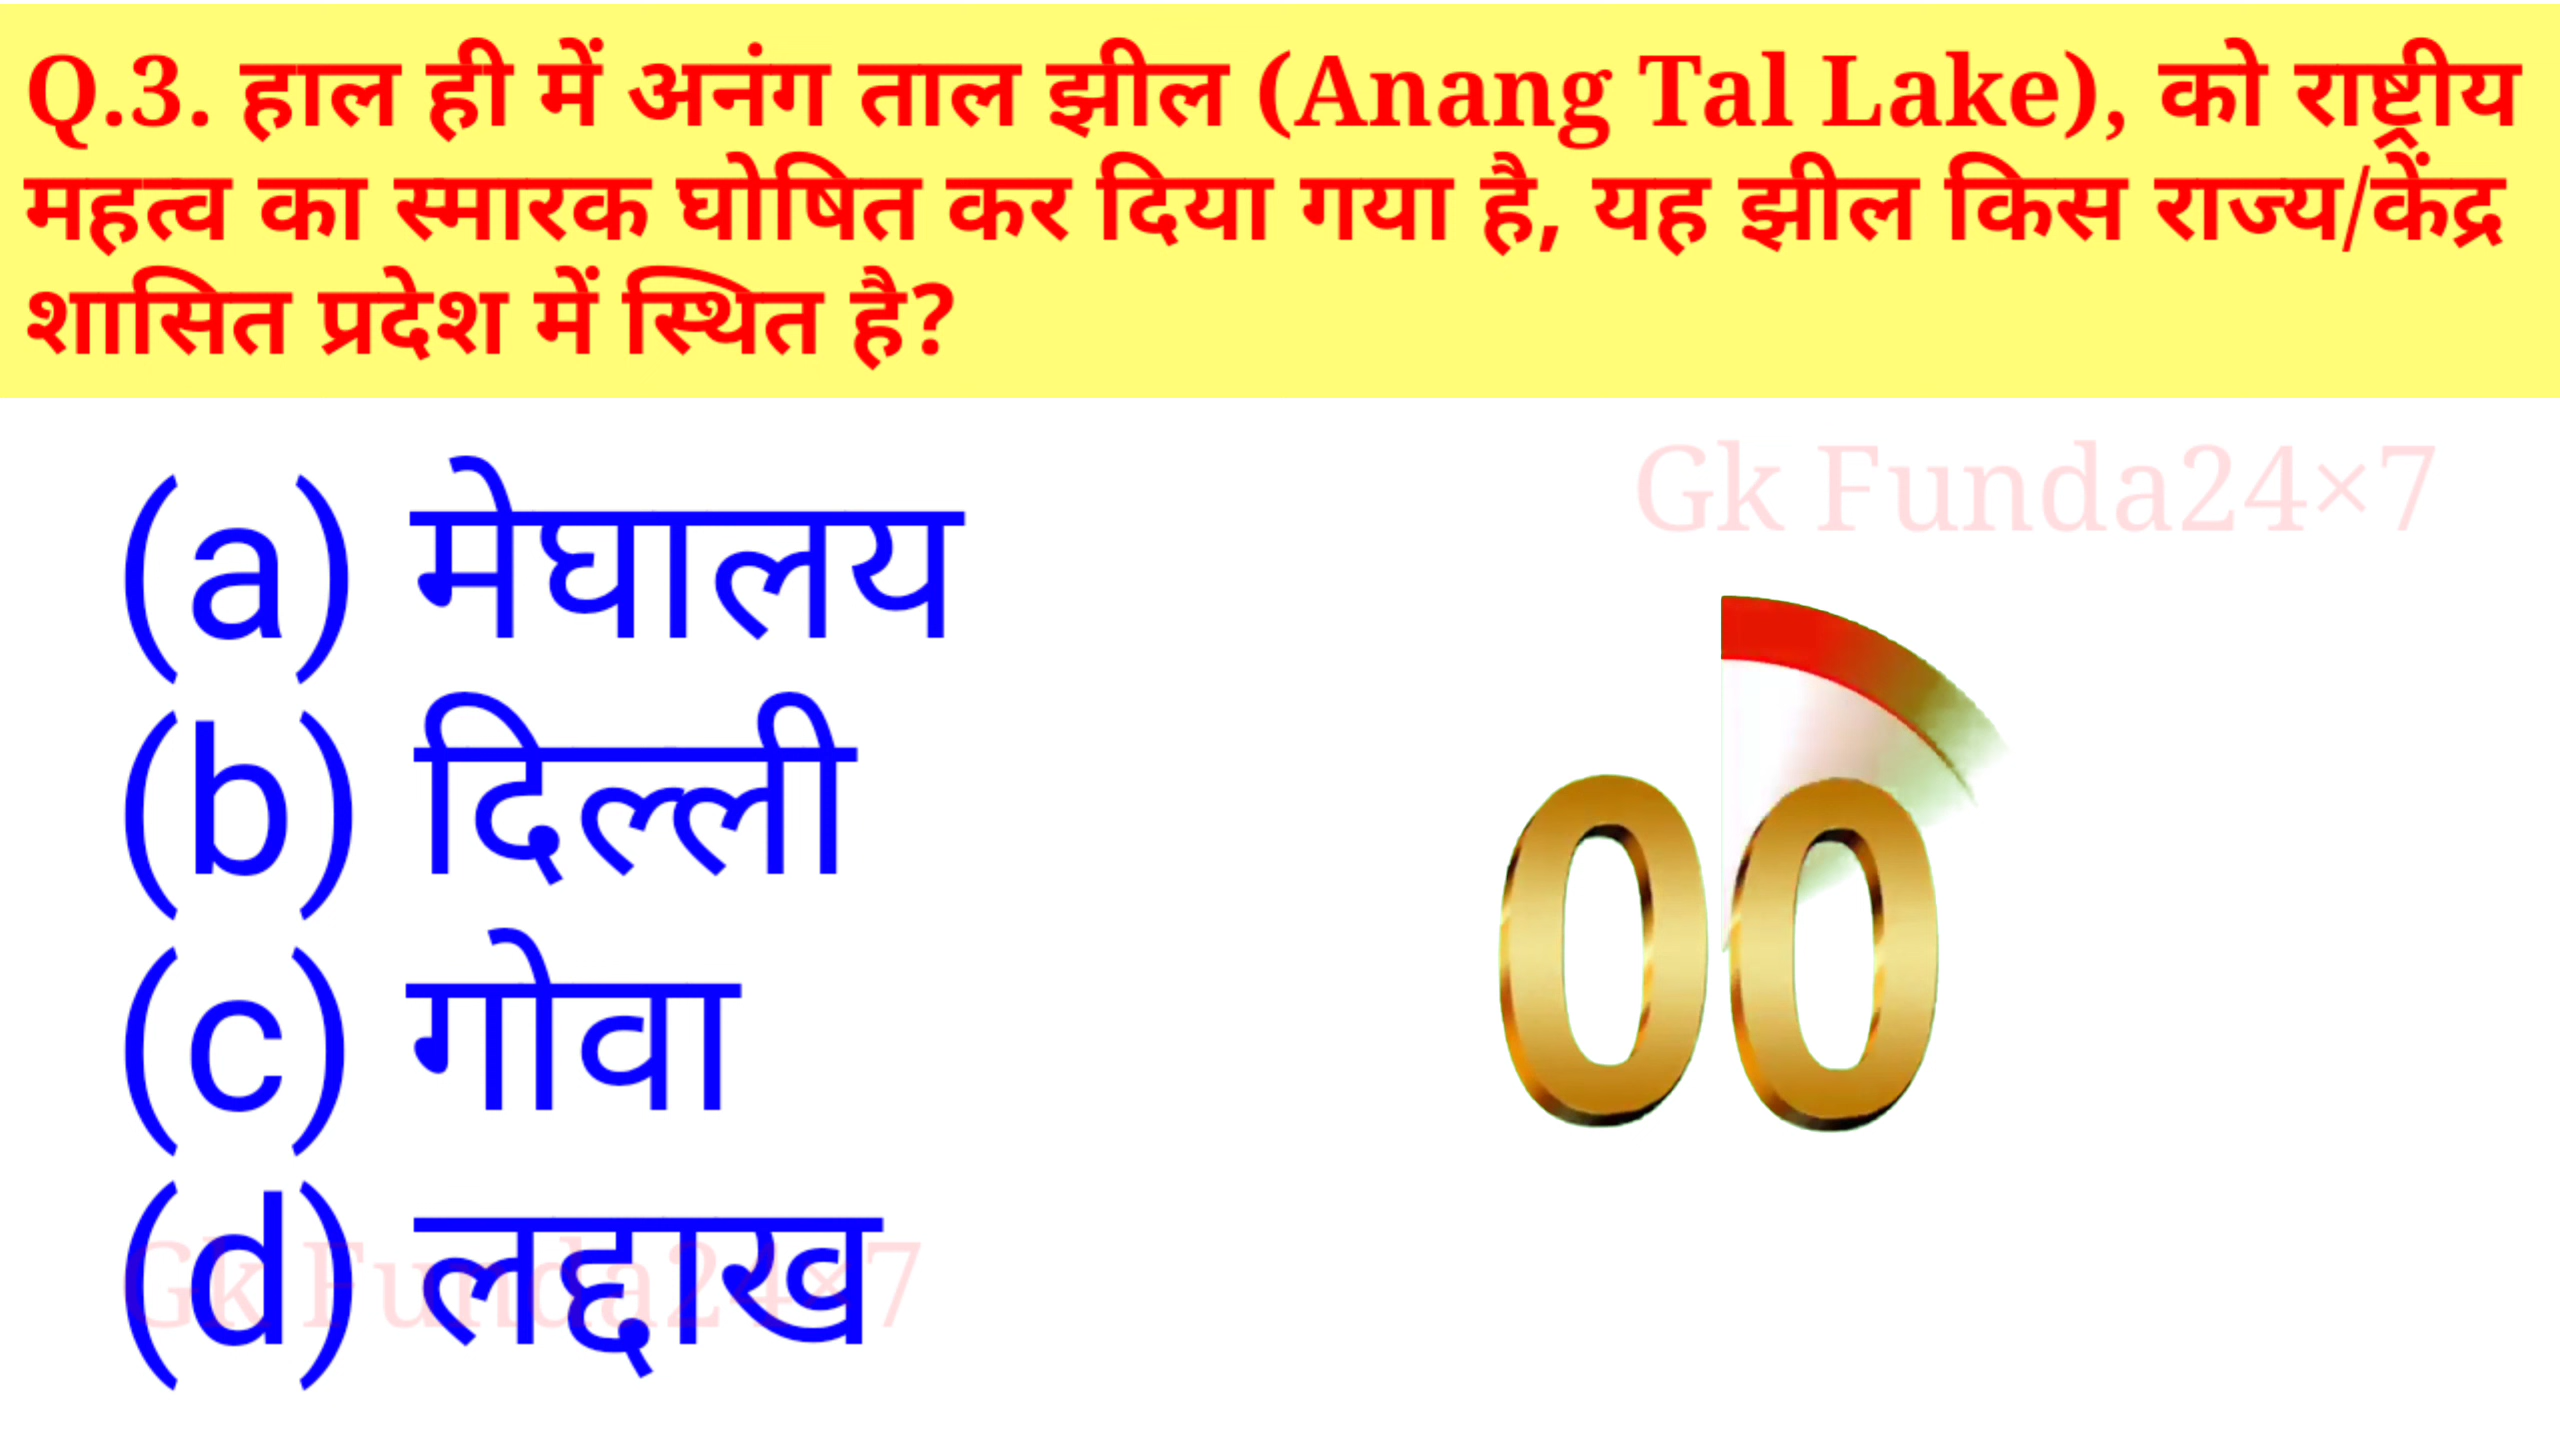 Q.3. हाल ही में अनंग ताल झील (Anang Tal Lake), को राष्ट्रीय
महत्व का स्मारक घोषित कर दिया गया है, यह झील किस राज्य/केंद्र
शासित प्रदेश में स्थित है?
Gk Funda24×7
(a) मेघालय
(b) दिल्ली
00
(c) गोवा
(d) लद्दाख
Gk Funda24×7